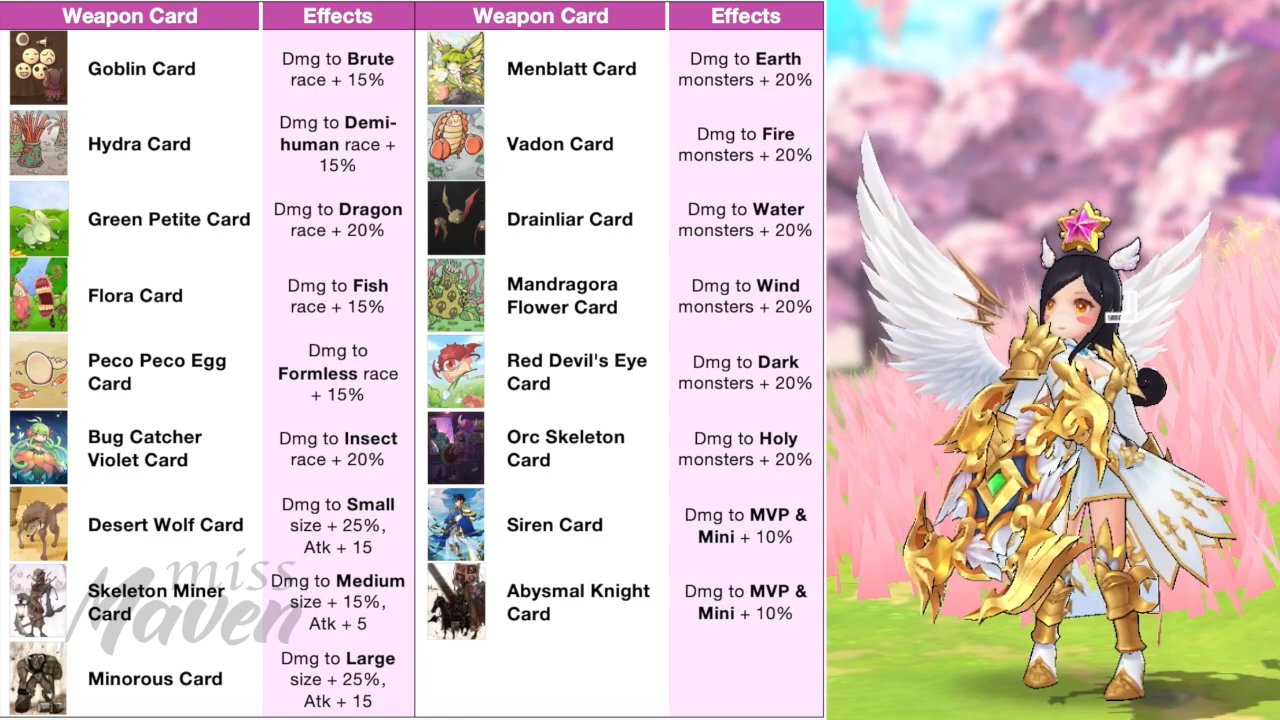 Weapon Card
Effects
Weapon Card
Effects
Goblin Card
Dmg to Brute
race + 15%
Menblatt Card
Dmg to Earth
monsters + 20%
Hydra Card
Dmg to Demi-
human race +
15%
Vadon Card
Dmg to Fire
monsters + 20%
Green Petite Card
Dmg to Dragon
race + 20%
Drainliar Card
Dmg to Water
monsters + 20%
Flora Card
Dmg to Fish
race + 15%
Mandragora
Flower Card
Dmg to Wind
monsters + 20%
Peco Peco Egg
Card
Dmg to
Formless race
+ 15%
Red Devil's Eye
Card
Dmg to Dark
monsters + 20%
Bug Catcher
Violet Card
Dmg to Insect
race + 20%
Orc Skeleton
Card
Dmg to Holy
monsters + 20%
Desert Wolf Card
Dmg to Small
size + 25%,
Atk + 15
Siren Card
Dmg to MVP &
Mini + 10%
Skeleton Miner
Card
Dmg to Medium
size + 15%,
Atk + 5
Abysmal Knight
Card
Dmg to MVP &
Mini + 10%
Minorous Card
Dmg to Large
size + 25%,
Atk + 15
miss
Maven